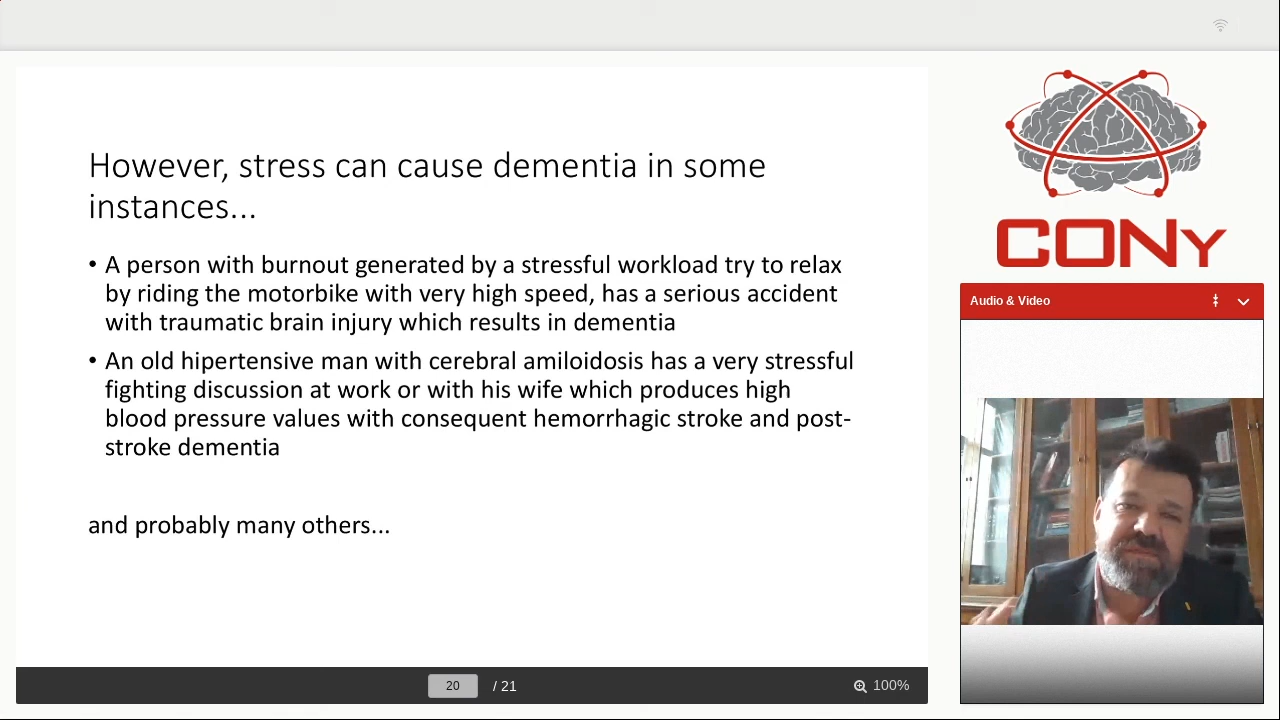 However, stress can cause dementia in some
instances...
• A person with burnout generated by a stressful workload try to relax
by riding the motorbike with very high speed, has a serious accident
with traumatic brain injury which results in dementia
• An old hipertensive man with cerebral amiloidosis has a very stressful
fighting discussion at work or with his wife which produces high
blood pressure values with consequent hemorrhagic stroke and post-
stroke dementia
and probably many others...
20 / 21
100%
CONy
Audio & Video